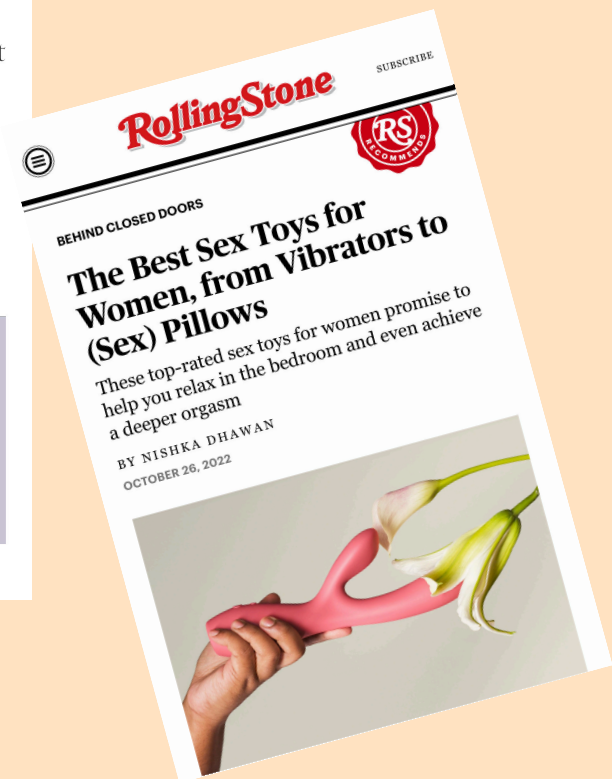 t
RollingStone
SUBSCRIBE
RS
RECOMMENDS
BEHIND CLOSED DOORS
The Best Sex Toys for
Women, from Vibrators to
(Sex) Pillows
These top-rated sex toys for women promise to
help you relax in the bedroom and even achieve
a deeper orgasm
BY NISHKA DHAWAN
OCTOBER 26, 2022